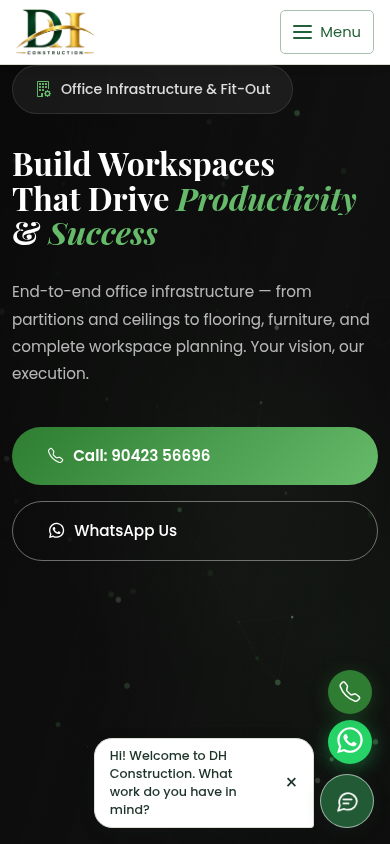 DH
CONSTRUCTION
Menu
Office Infrastructure & Fit-Out
Build Workspaces
That Drive Productivity
& Success
End-to-end office infrastructure — from
partitions and ceilings to flooring, furniture, and
complete workspace planning. Your vision, our
execution.
Call: 90423 56696
WhatsApp Us
Hi! Welcome to DH
Construction. What
work do you have in
mind?
×